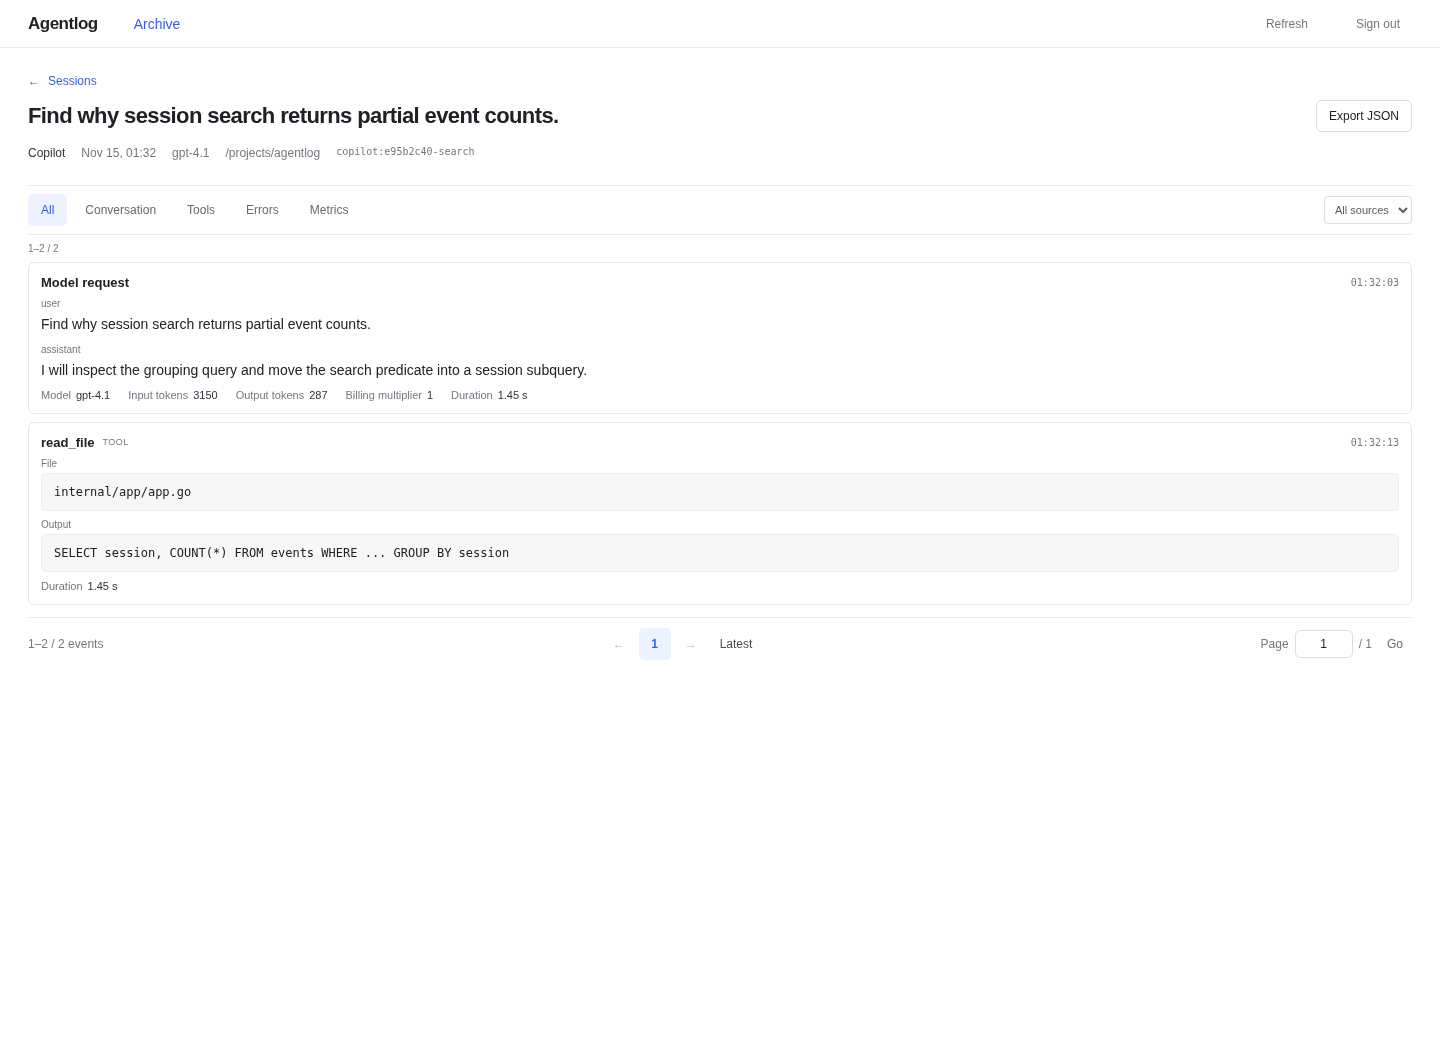 Agentlog Archive Refresh Sign out
← Sessions
Find why session search returns partial event counts. Export JSON
Copilot Nov 15, 01:32 gpt-4.1 /projects/agentlog copilot:e95b2c40-search
All Conversation Tools Errors Metrics All sources
1–2 / 2
Model request 01:32:03
user
Find why session search returns partial event counts.
assistant
I will inspect the grouping query and move the search predicate into a session subquery.
Model gpt-4.1 Input tokens 3150 Output tokens 287 Billing multiplier 1 Duration 1.45 s
read_file TOOL 01:32:13
File
internal/app/app.go
Output
SELECT session, COUNT(*) FROM events WHERE ... GROUP BY session
Duration 1.45 s
1–2 / 2 events ← 1 → Latest Page 1 / 1 Go